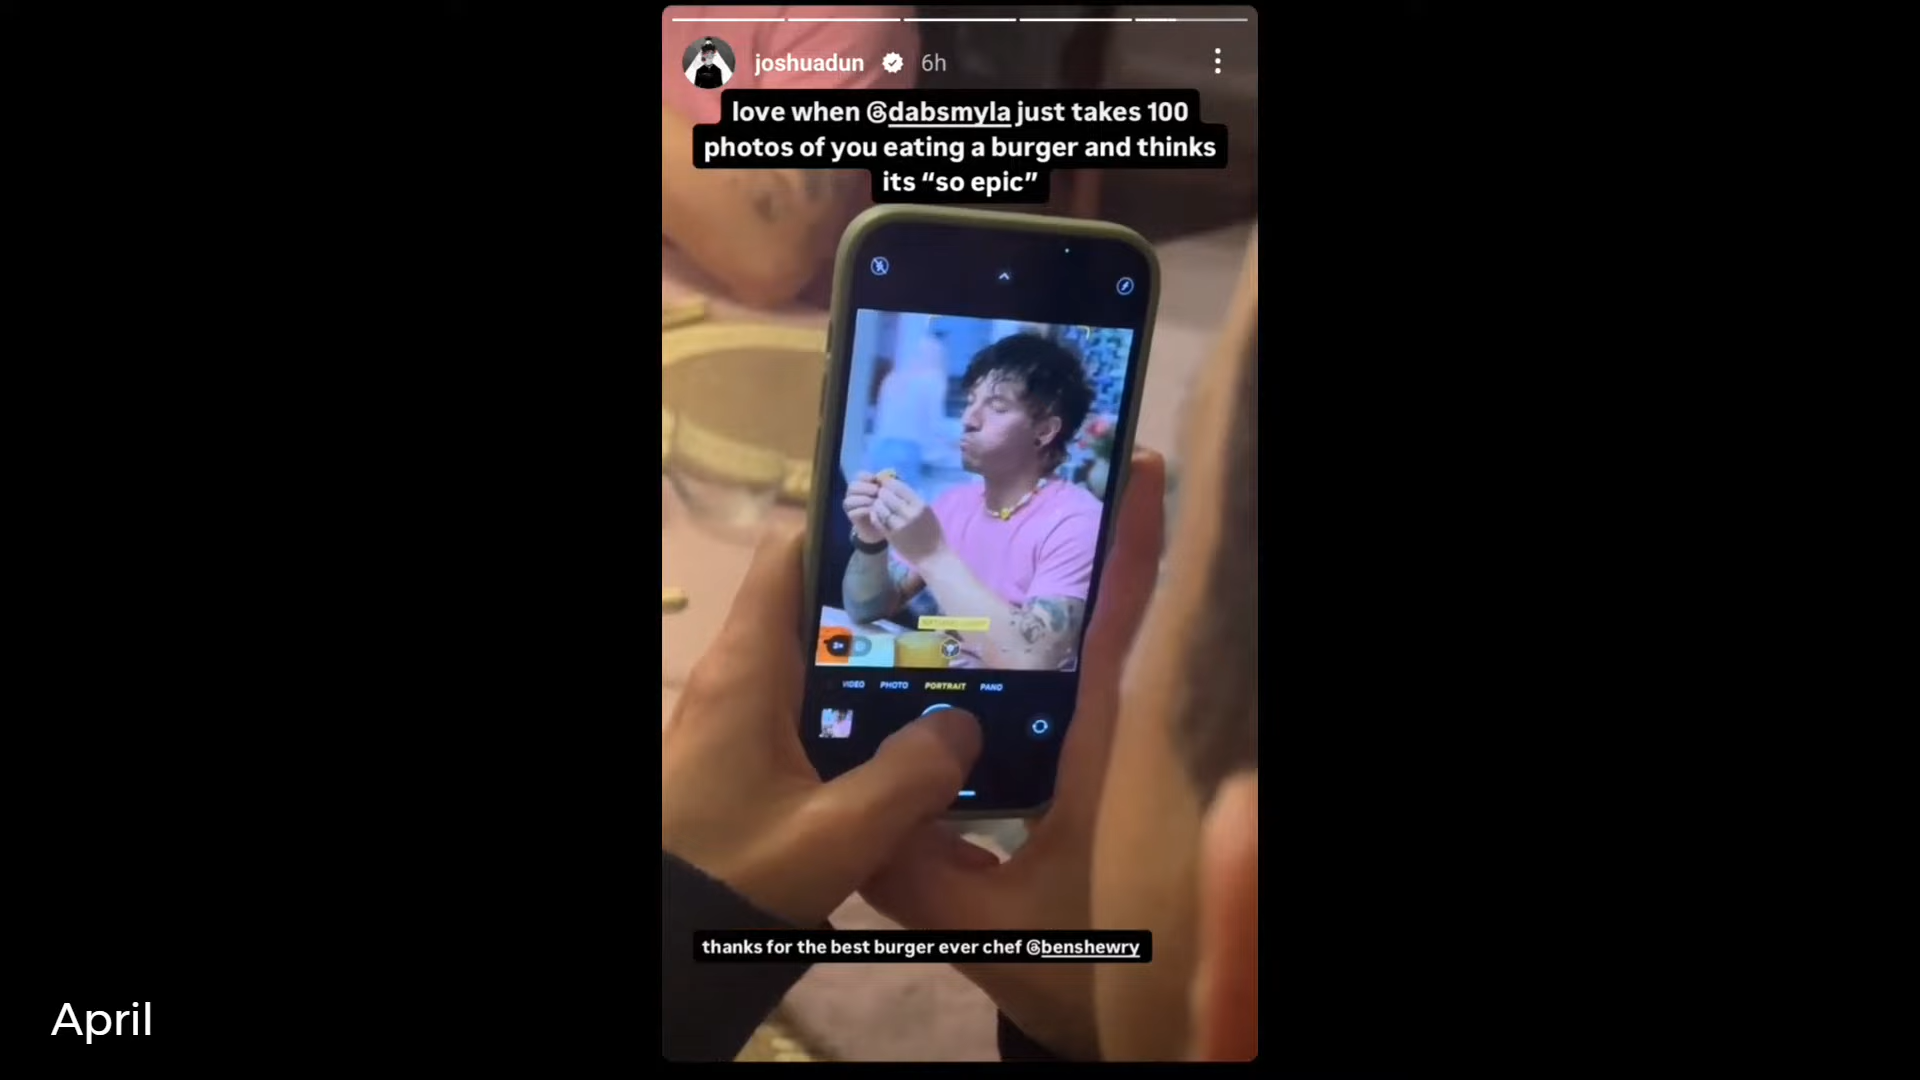 joshuadun 6h
love when @dabsmyla just takes 100
photos of you eating a burger and thinks
its “so epic”
VIDEO PHOTO PORTRAIT PANO
thanks for the best burger ever chef @benshewry
April